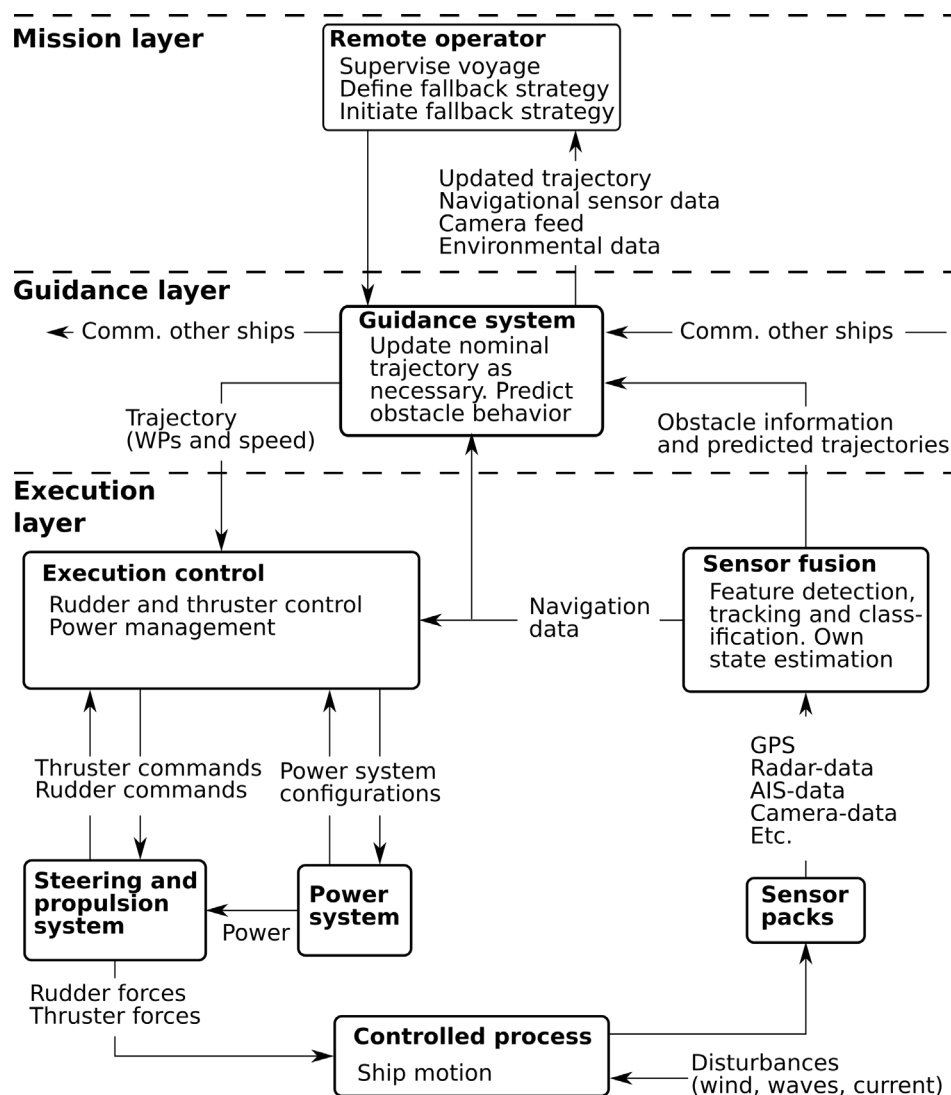 Mission layer
Remote operator
Supervise voyage
Define fallback strategy
Initiate fallback strategy
Updated trajectory
Navigational sensor data
Camera feed
Environmental data
Guidance layer
Comm. other ships
Guidance system
Update nominal
trajectory as
necessary. Predict
obstacle behavior
Comm. other ships
Trajectory
(WPs and speed)
Obstacle information
and predicted trajectories
Execution
layer
Execution control
Rudder and thruster control
Power management
Navigation
data
Sensor fusion
Feature detection,
tracking and class-
ification. Own
state estimation
Thruster commands
Rudder commands
Power system
configurations
GPS
Radar-data
AIS-data
Camera-data
Etc.
Steering and
propulsion
system
Power
Power
system
Sensor
packs
Rudder forces
Thruster forces
Controlled process
Ship motion
Disturbances
(wind, waves, current)